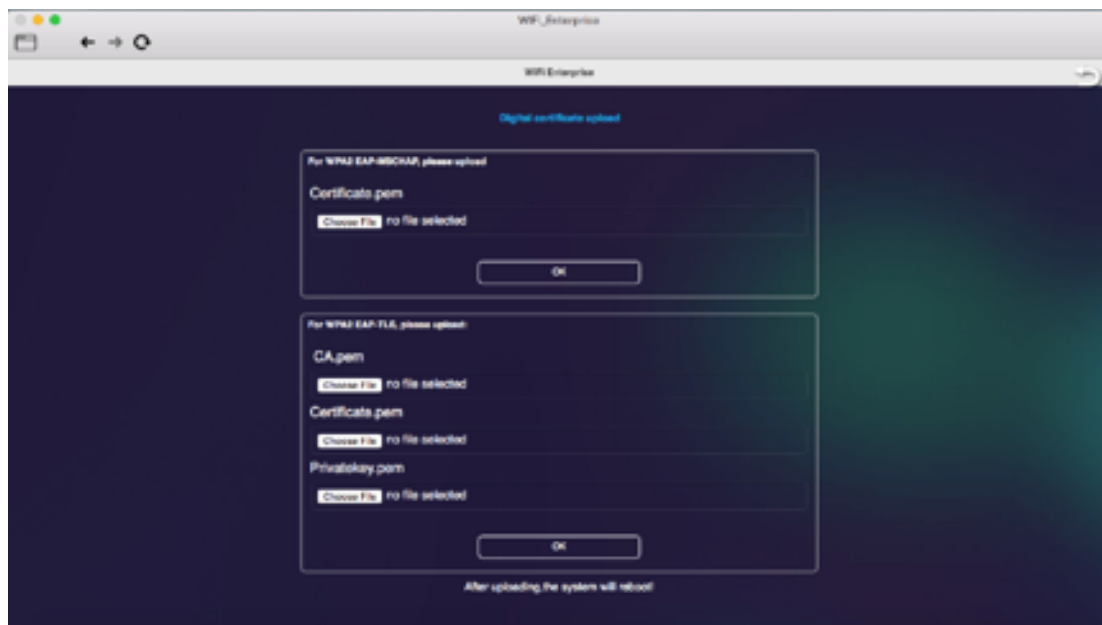 WiFi_Enterprise
WiFi Enterprise
Digital certificate upload
For WPA2 EAP-MSCHAP, please upload
Certificate.pem
Choose File no file selected
OK
For WPA2 EAP-TLS, please upload:
CA.pem
Choose File no file selected
Certificate.pem
Choose File no file selected
Privatekey.pem
Choose File no file selected
OK
After uploading,the system will reboot!